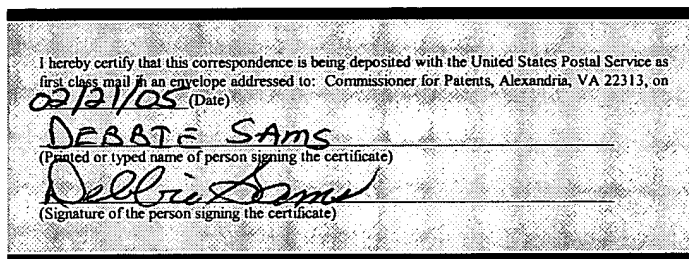 I hereby certify that this correspondence is being deposited with the United States Postal Service as
first class mail in an envelope addressed to: Commissioner for Patents, Alexandria, VA 22313, on
02/21/05 (Date)
DEBBIE SAMS
(Printed or typed name of person signing the certificate)
Debbie Sams
(Signature of the person signing the certificate)